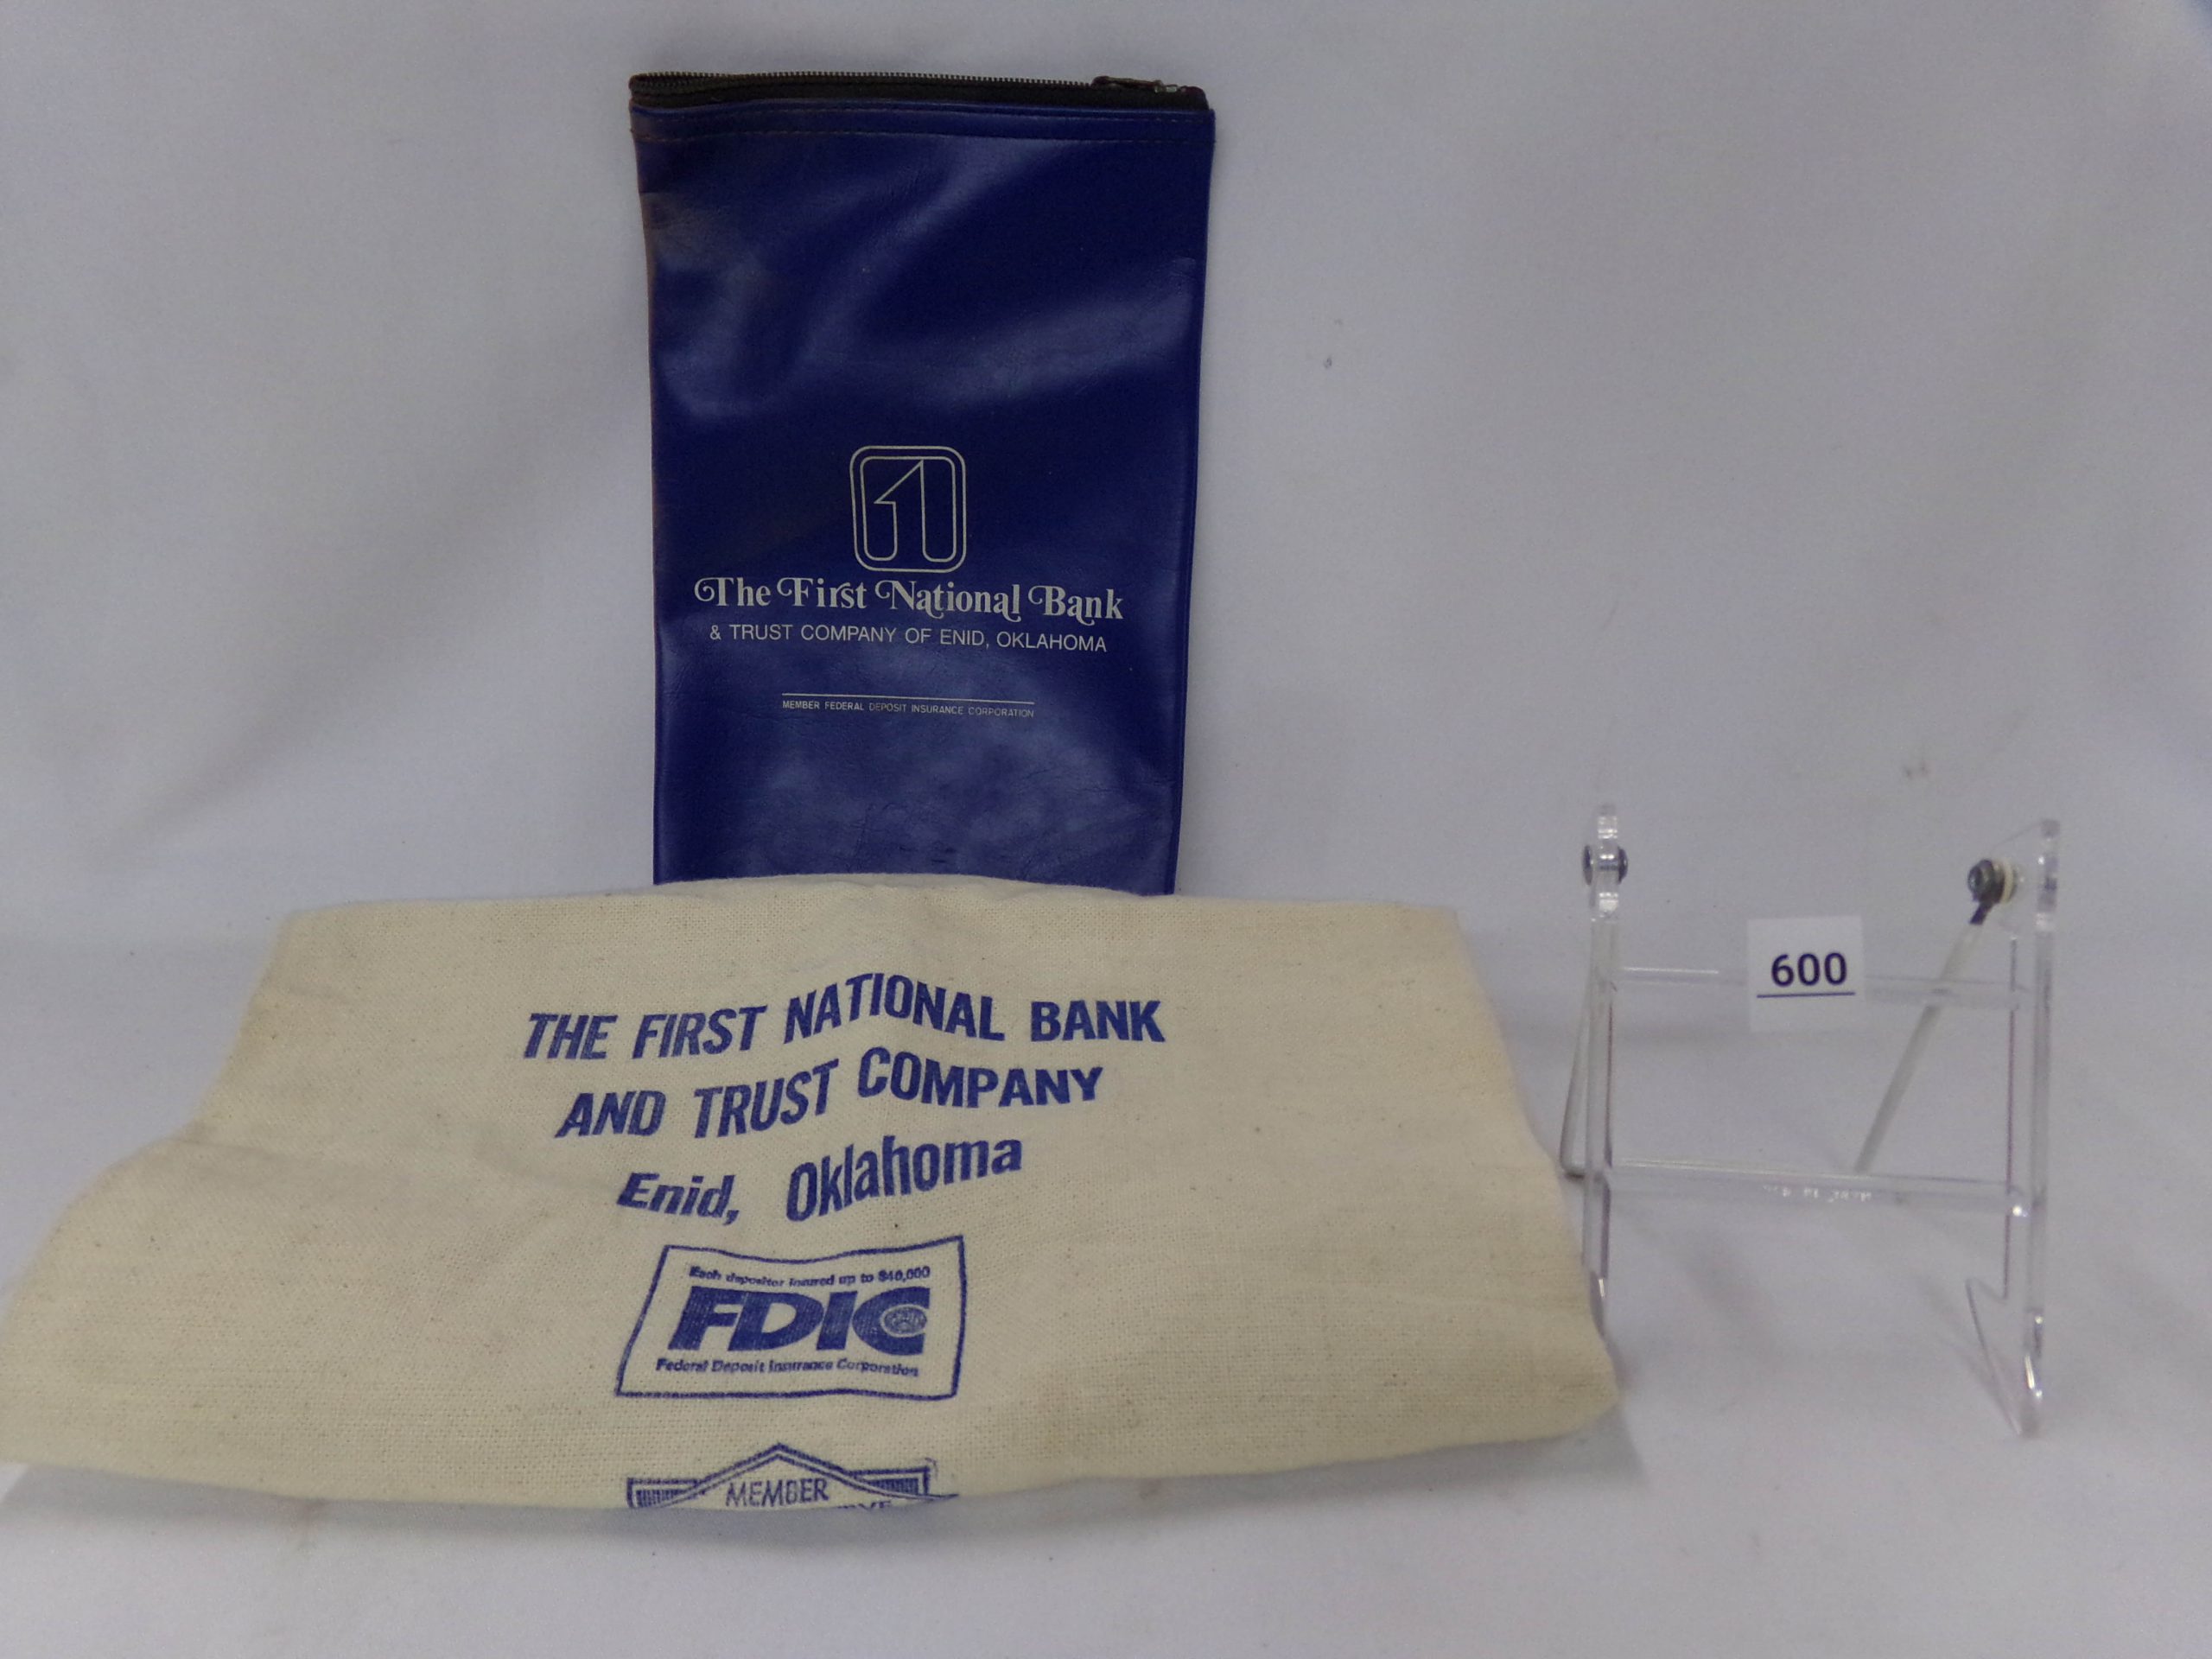 1
The First National Bank
& TRUST COMPANY OF ENID, OKLAHOMA
MEMBER FEDERAL DEPOSIT INSURANCE CORPORATION
THE FIRST NATIONAL BANK
AND TRUST COMPANY
Enid, Oklahoma
Each depositor insured up to $40,000
FDIC
Federal Deposit Insurance Corporation
MEMBER
600